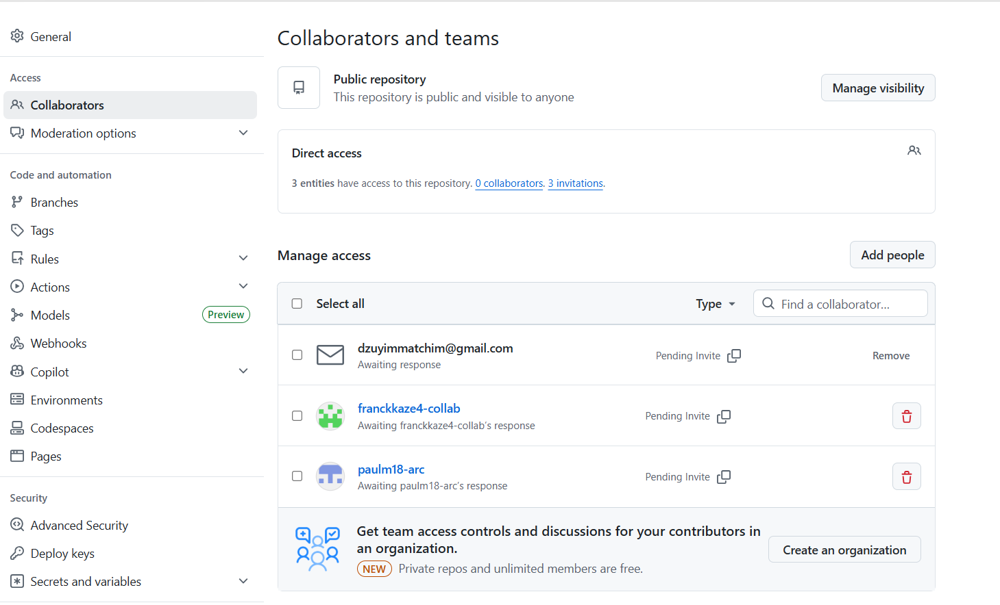 General
Access
Collaborators
Moderation options
Code and automation
Branches
Tags
Rules
Actions
Models
Preview
Webhooks
Copilot
Environments
Codespaces
Pages
Security
Advanced Security
Deploy keys
Secrets and variables
Collaborators and teams
Public repository
This repository is public and visible to anyone
Manage visibility
Direct access
3 entities have access to this repository. 0 collaborators. 3 invitations.
Manage access
Add people
Select all
Type
Find a collaborator...
dzuyimmatchim@gmail.com
Awaiting response
Pending Invite
Remove
franckkaze4-collab
Awaiting franckkaze4-collab's response
Pending Invite
paulm18-arc
Awaiting paulm18-arc's response
Pending Invite
Get team access controls and discussions for your contributors in
an organization.
NEW Private repos and unlimited members are free.
Create an organization